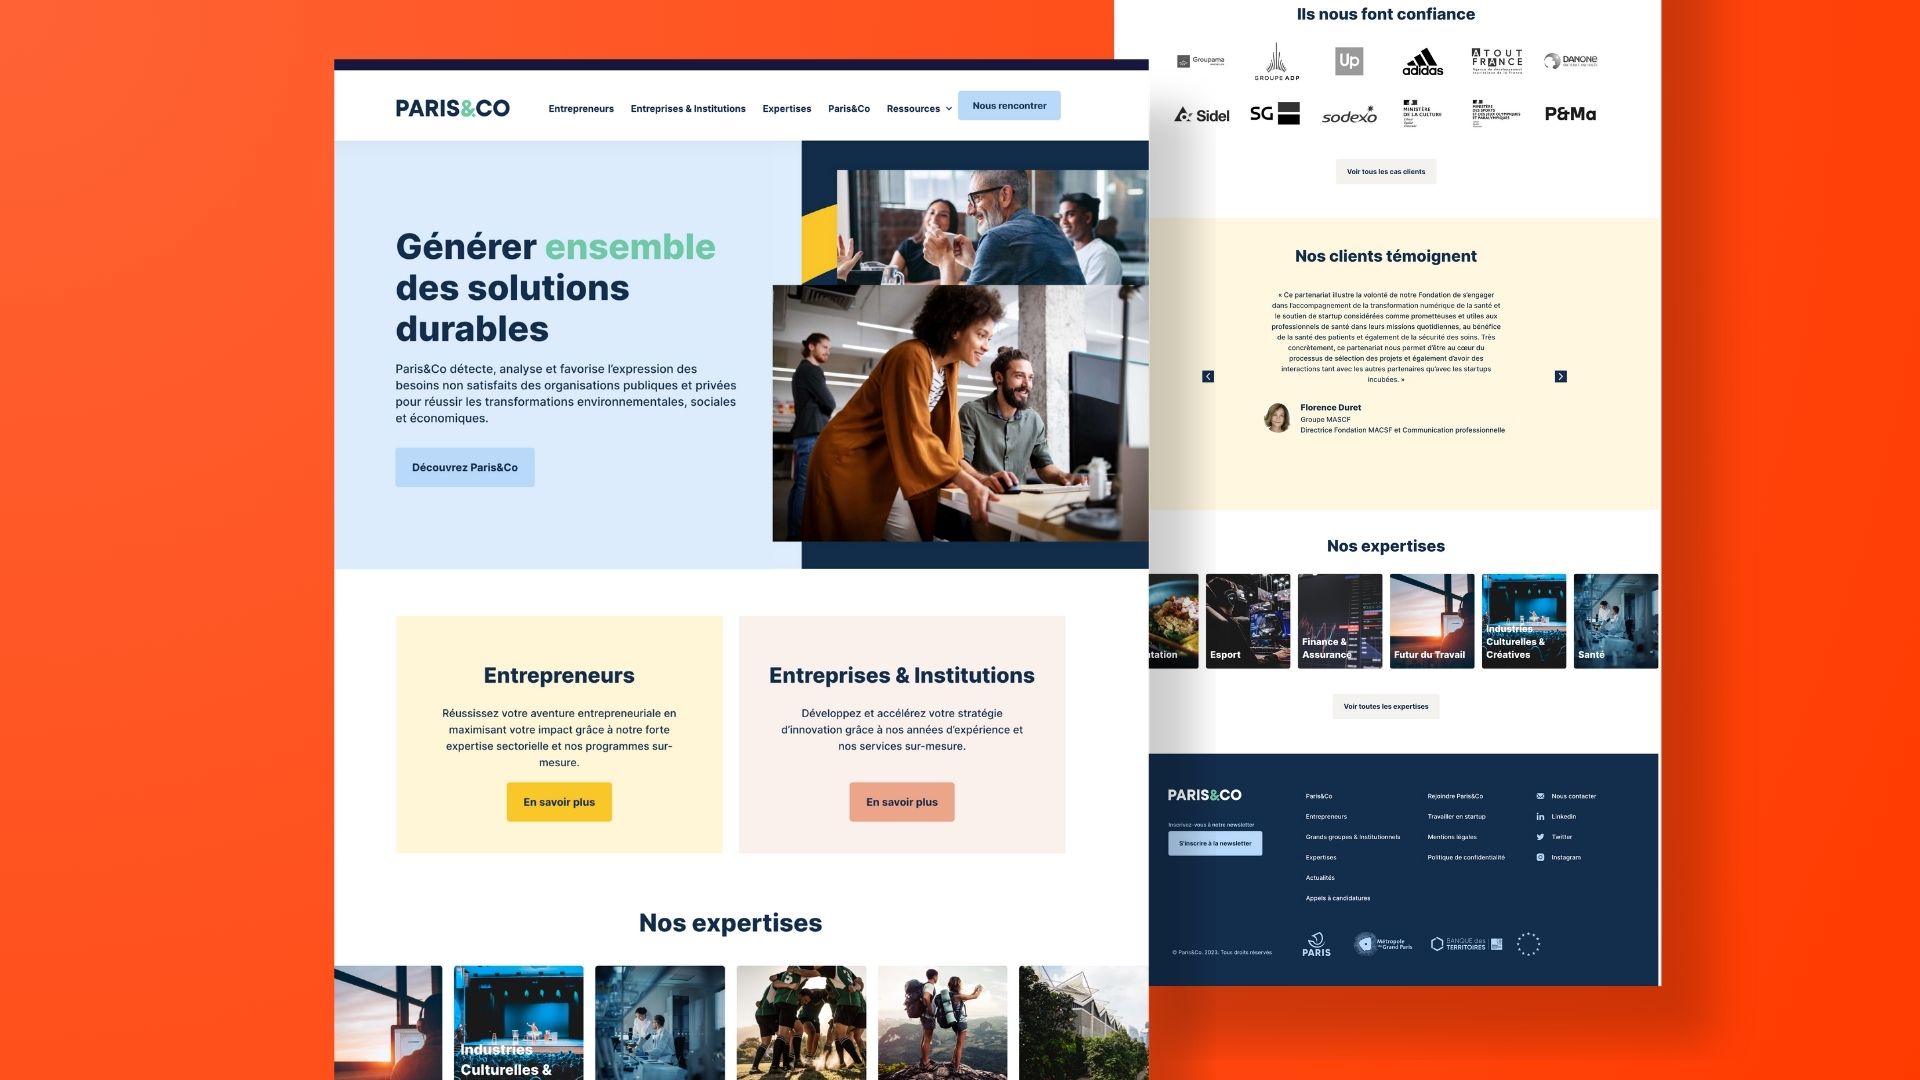 PARIS&CO
Entrepreneurs
Entreprises & Institutions
Expertises
Paris&Co
Ressources
Nous rencontrer
Générer ensemble
des solutions
durables
Paris&Co détecte, analyse et favorise l’expression des
besoins non satisfaits des organisations publiques et privées
pour réussir les transformations environnementales, sociales
et économiques.
Découvrez Paris&Co
Entrepreneurs
Réussissez votre aventure entrepreneuriale en
maximisant votre impact grâce à notre forte
expertise sectorielle et nos programmes sur-
mesure.
En savoir plus
Entreprises & Institutions
Développez et accélérez votre stratégie
d’innovation grâce à nos années d’expérience et
nos services sur-mesure.
En savoir plus
Nos expertises
Industries
Culturelles &
Ils nous font confiance
Groupama
GROUPE ADP
Up
adidas
ATOUT
FRANCE
DANONE
Sidel
SG
sodexo
MINISTÈRE
DE LA CULTURE
MINISTÈRE
DES SPORTS
ET DES JEUX OLYMPIQUES
ET PARALYMPIQUES
P&Ma
Voir tous les cas clients
Nos clients témoignent
« Ce partenariat illustre la volonté de notre Fondation de s’engager
dans l’accompagnement de la transformation numérique de la santé et
le soutien de startup considérées comme prometteuses et utiles aux
professionnels de santé dans leurs missions quotidiennes, au bénéfice
de la santé des patients et également de la sécurité des soins. Très
concrètement, ce partenariat nous permet d’être au cœur du
processus de sélection des projets et également d’avoir des
interactions tant avec les autres partenaires qu’avec les startups
incubées. »
Florence Duret
Groupe MASCF
Directrice Fondation MACSF et Communication professionnelle
Nos expertises
tation
Esport
Finance &
Assurance
Futur du Travail
Industries
Culturelles &
Créatives
Santé
Voir toutes les expertises
PARIS&CO
Inscrivez-vous à notre newsletter
S'inscrire à la newsletter
Paris&Co
Entrepreneurs
Grands groupes & Institutionnels
Expertises
Actualités
Appels à candidatures
Rejoindre Paris&Co
Travailler en startup
Mentions légales
Politique de confidentialité
Nous contacter
Linkedin
Twitter
Instagram
© Paris&Co. 2023. Tous droits réservés
PARIS
Métropole
du Grand Paris
BANQUE des
TERRITOIRES